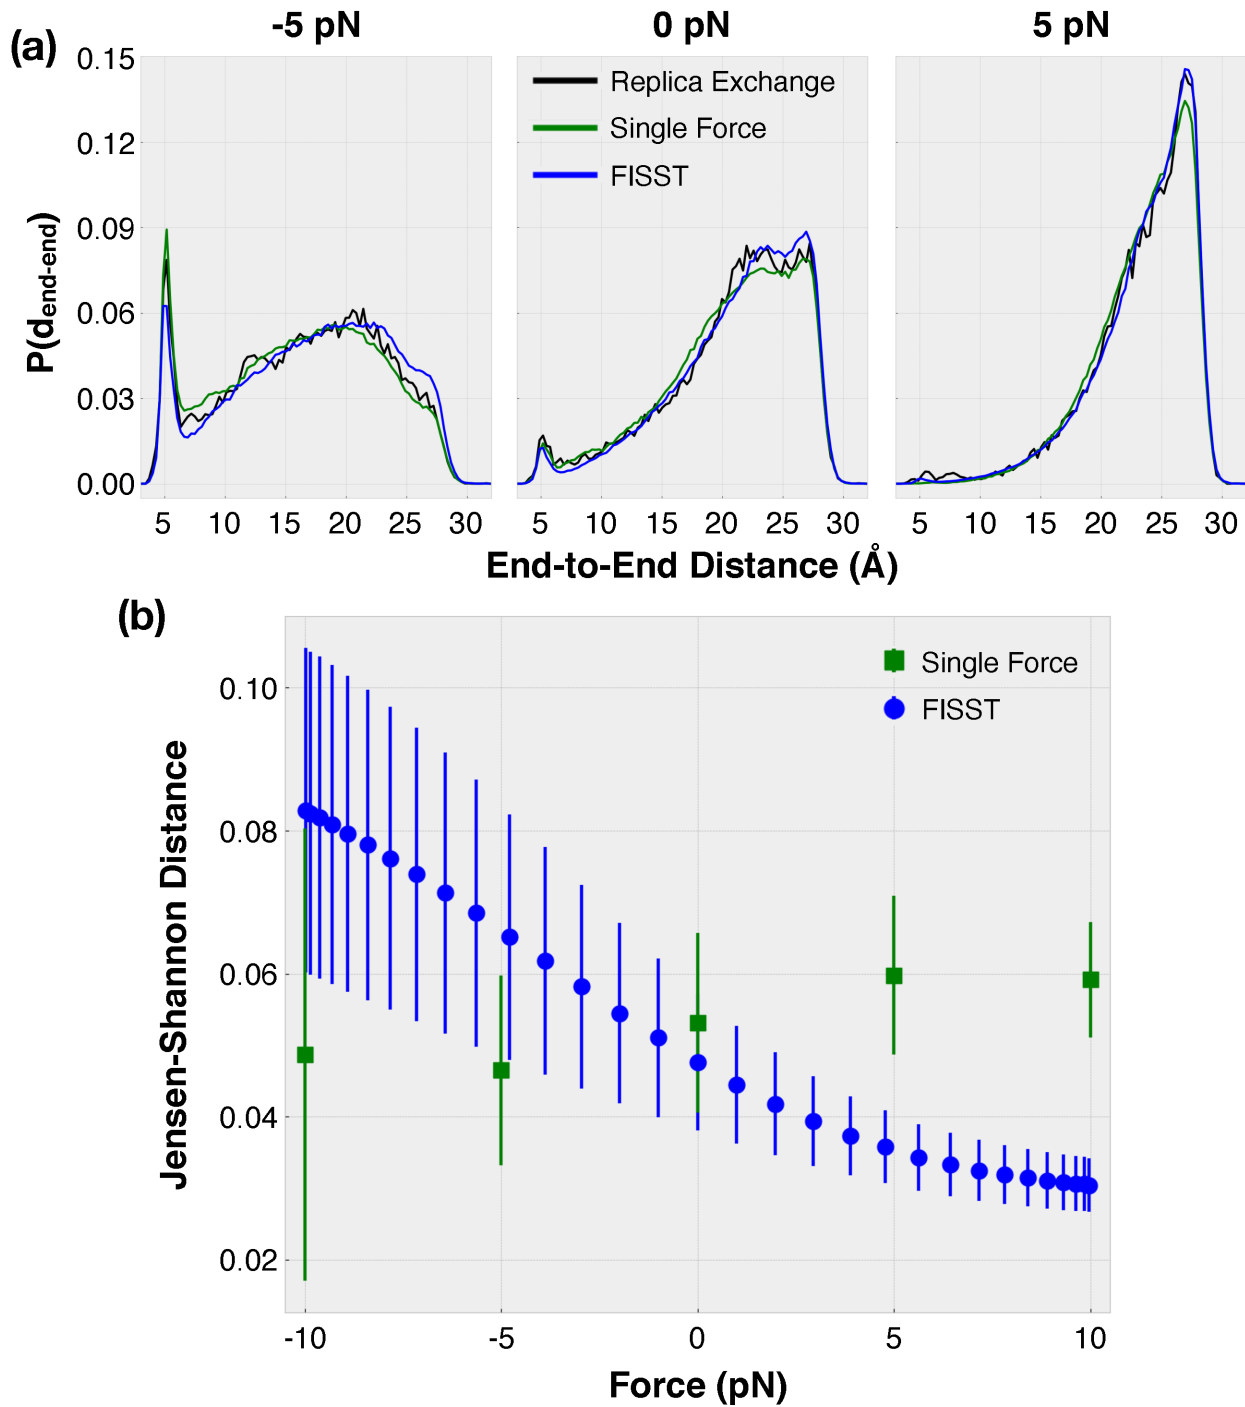 -5 pN 0 pN 5 pN
(a)
0.15
0.12
0.09
0.06
0.03
0.00
P(dend-end)
Replica Exchange
Single Force
FISST
5 10 15 20 25 30 5 10 15 20 25 30 5 10 15 20 25 30
End-to-End Distance (Å)
(b)
Single Force
FISST
0.10
0.08
0.06
0.04
0.02
Jensen-Shannon Distance
-10 -5 0 5 10
Force (pN)